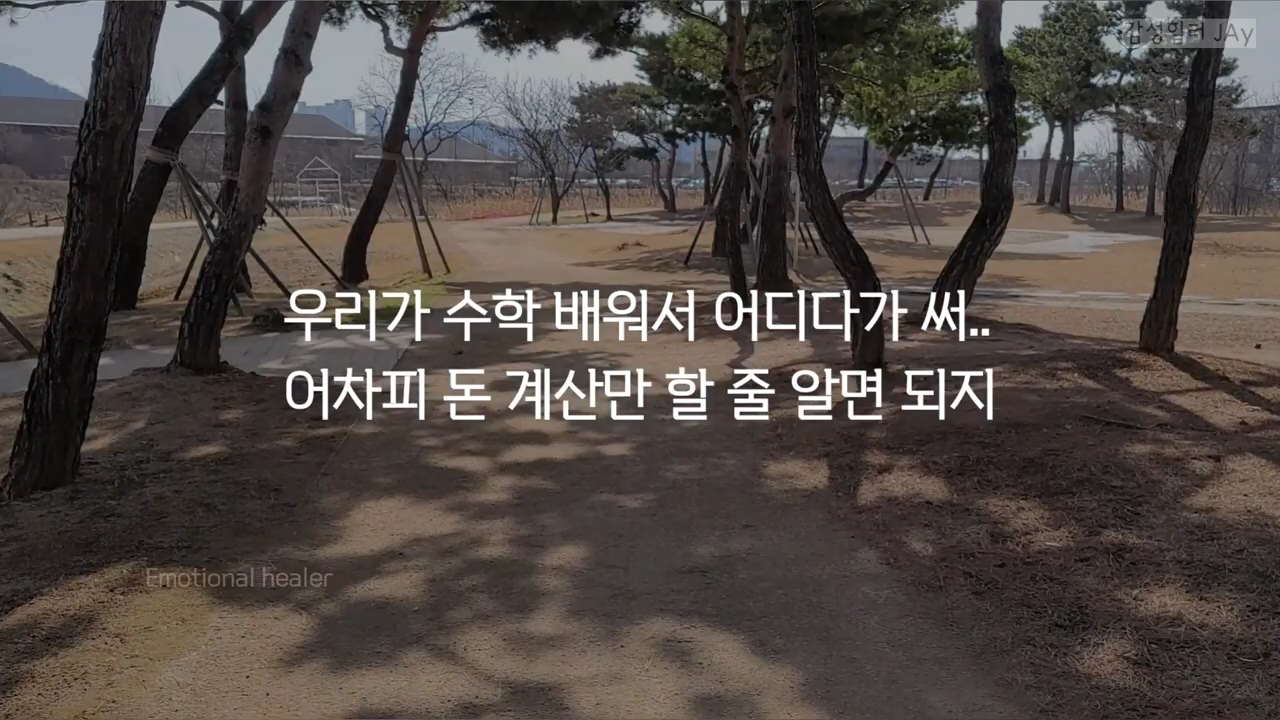 감성힐러 JAy
우리가 수학 배워서 어디다가 써..
어차피 돈 계산만 할 줄 알면 되지
Emotional healer